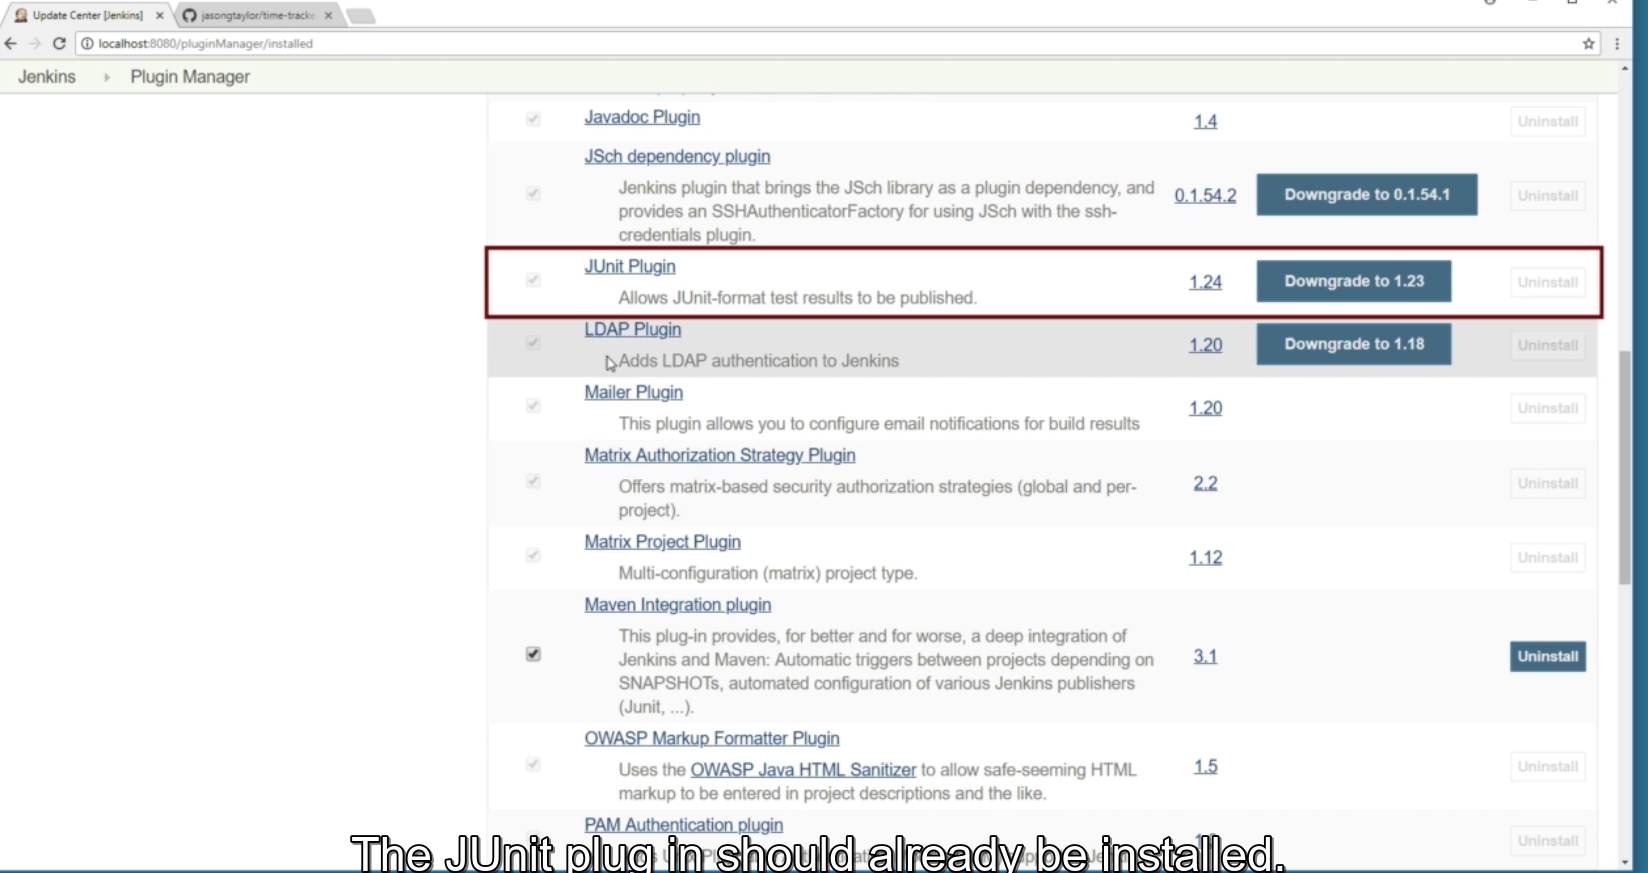 Update Center [Jenkins]
jasongtaylor/time-tracke
localhost:8080/pluginManager/installed
Jenkins
Plugin Manager
Javadoc Plugin
1.4
Uninstall
JSch dependency plugin
Jenkins plugin that brings the JSch library as a plugin dependency, and
provides an SSHAuthenticatorFactory for using JSch with the ssh-
credentials plugin.
0.1.54.2
Downgrade to 0.1.54.1
Uninstall
JUnit Plugin
Allows JUnit-format test results to be published.
1.24
Downgrade to 1.23
Uninstall
LDAP Plugin
Adds LDAP authentication to Jenkins
1.20
Downgrade to 1.18
Uninstall
Mailer Plugin
This plugin allows you to configure email notifications for build results
1.20
Uninstall
Matrix Authorization Strategy Plugin
Offers matrix-based security authorization strategies (global and per-
project).
2.2
Uninstall
Matrix Project Plugin
Multi-configuration (matrix) project type.
1.12
Uninstall
Maven Integration plugin
This plug-in provides, for better and for worse, a deep integration of
Jenkins and Maven: Automatic triggers between projects depending on
SNAPSHOTs, automated configuration of various Jenkins publishers
(Junit, ...).
3.1
Uninstall
OWASP Markup Formatter Plugin
Uses the OWASP Java HTML Sanitizer to allow safe-seeming HTML
markup to be entered in project descriptions and the like.
1.5
Uninstall
PAM Authentication plugin
Uninstall
The JUnit plug in should already be installed.